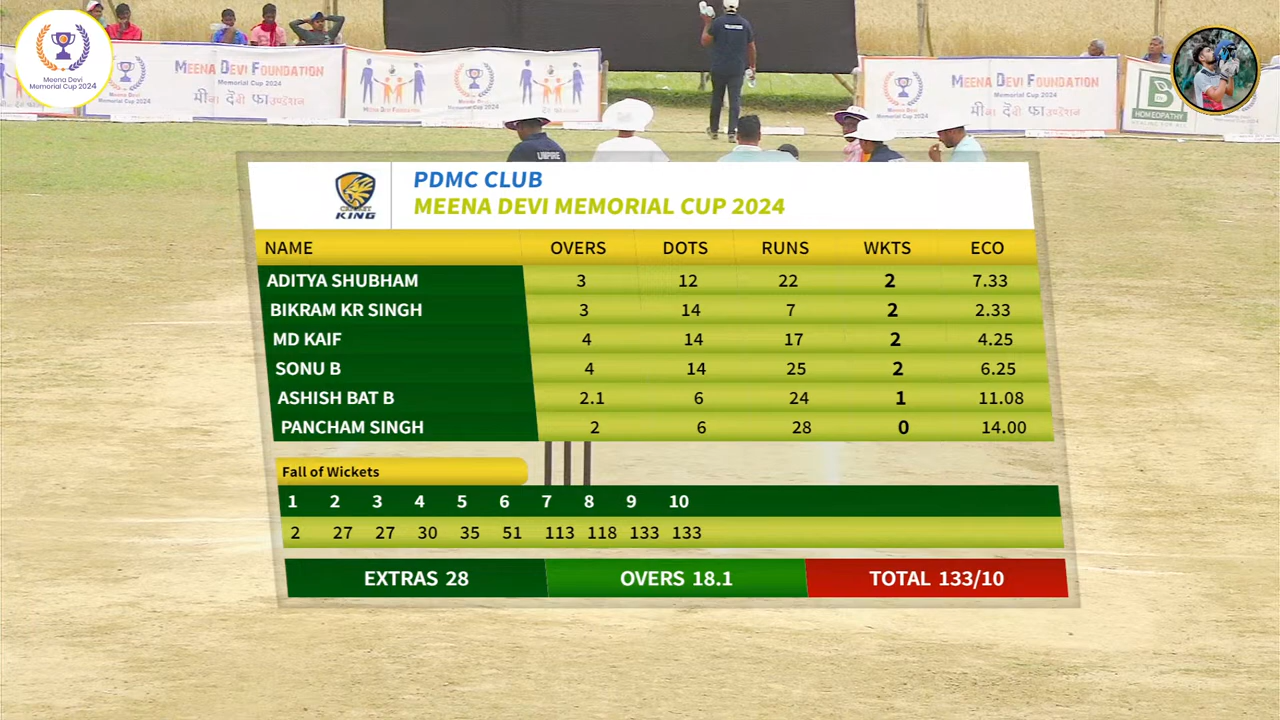 Meena Devi
Memorial Cup 2024
MEENA DEVI FOUNDATION
Memorial Cup 2024
मीना देवी फाउण्डेशन
MEENA DEVI FOUNDATION
MEENA DEVI FOUNDATION
Memorial Cup 2024
मीना देवी फाउण्डेशन
HOMEOPATHY
UMPIRE
CRICKET
KING
PDMC CLUB
MEENA DEVI MEMORIAL CUP 2024
NAME OVERS DOTS RUNS WKTS ECO
ADITYA SHUBHAM 3 12 22 2 7.33
BIKRAM KR SINGH 3 14 7 2 2.33
MD KAIF 4 14 17 2 4.25
SONU B 4 14 25 2 6.25
ASHISH BAT B 2.1 6 24 1 11.08
PANCHAM SINGH 2 6 28 0 14.00
Fall of Wickets
1 2 3 4 5 6 7 8 9 10
2 27 27 30 35 51 113 118 133 133
EXTRAS 28 OVERS 18.1 TOTAL 133/10